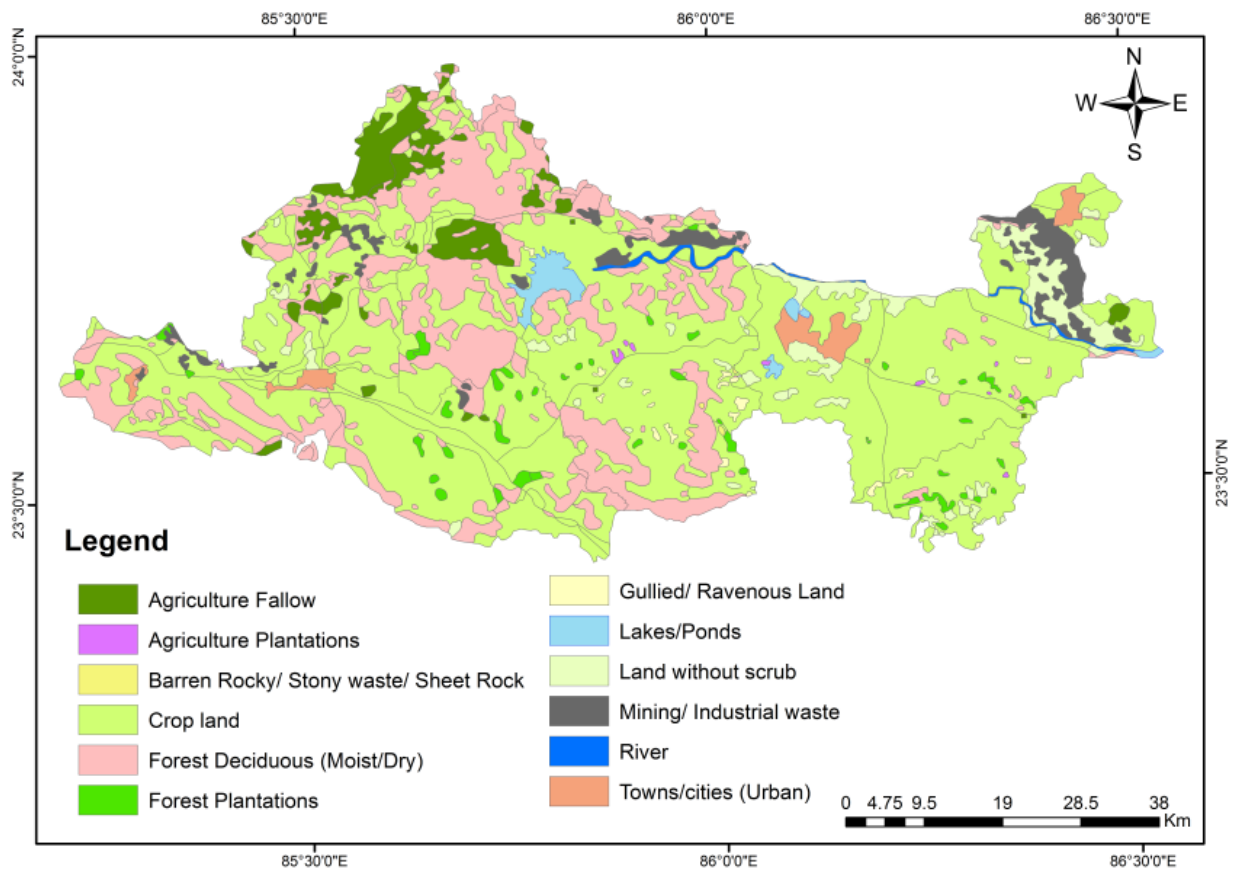 85°30'0"E
86°0'0"E
86°30'0"E
24°0'0"N
N
W
E
S
23°30'0"N
23°30'0"N
Legend
Agriculture Fallow
Agriculture Plantations
Barren Rocky/ Stony waste/ Sheet Rock
Crop land
Forest Deciduous (Moist/Dry)
Forest Plantations
Gullied/ Ravenous Land
Lakes/Ponds
Land without scrub
Mining/ Industrial waste
River
Towns/cities (Urban)
0 4.75 9.5 19 28.5 38
Km
85°30'0"E
86°0'0"E
86°30'0"E